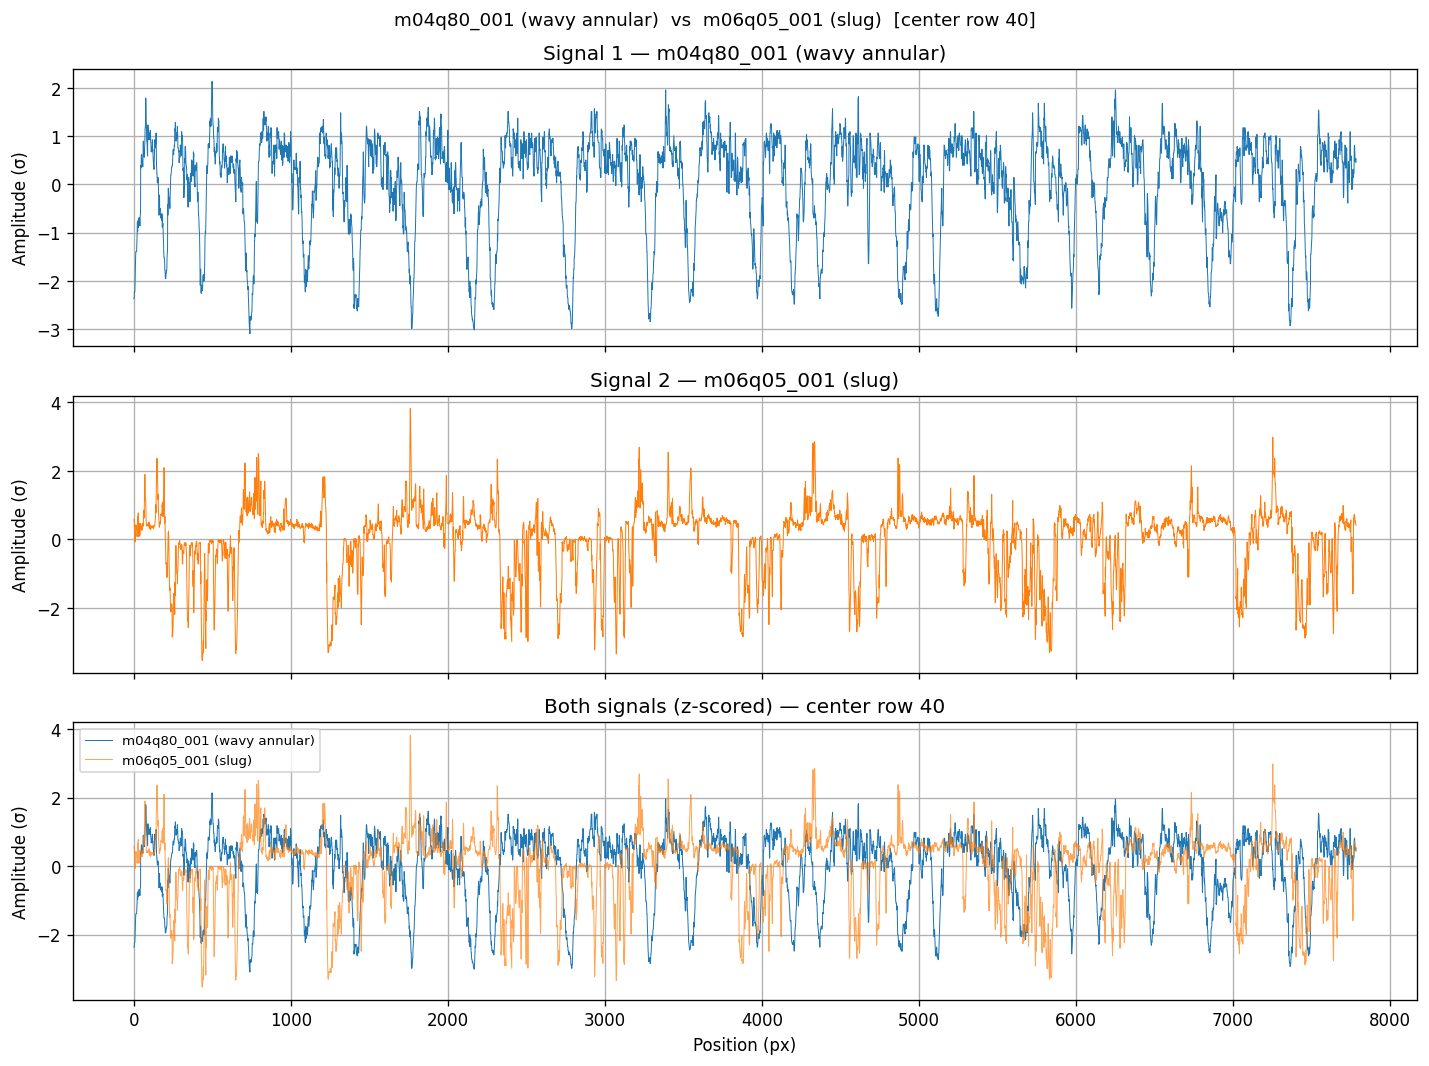 m04q80_001 (wavy annular)  vs  m06q05_001 (slug)  [center row 40]
Signal 1 — m04q80_001 (wavy annular)
Amplitude (σ)
2
1
0
−1
−2
−3
Signal 2 — m06q05_001 (slug)
Amplitude (σ)
4
2
0
−2
Both signals (z-scored) — center row 40
Amplitude (σ)
4
2
0
−2
m04q80_001 (wavy annular)
m06q05_001 (slug)
0 1000 2000 3000 4000 5000 6000 7000 8000
Position (px)